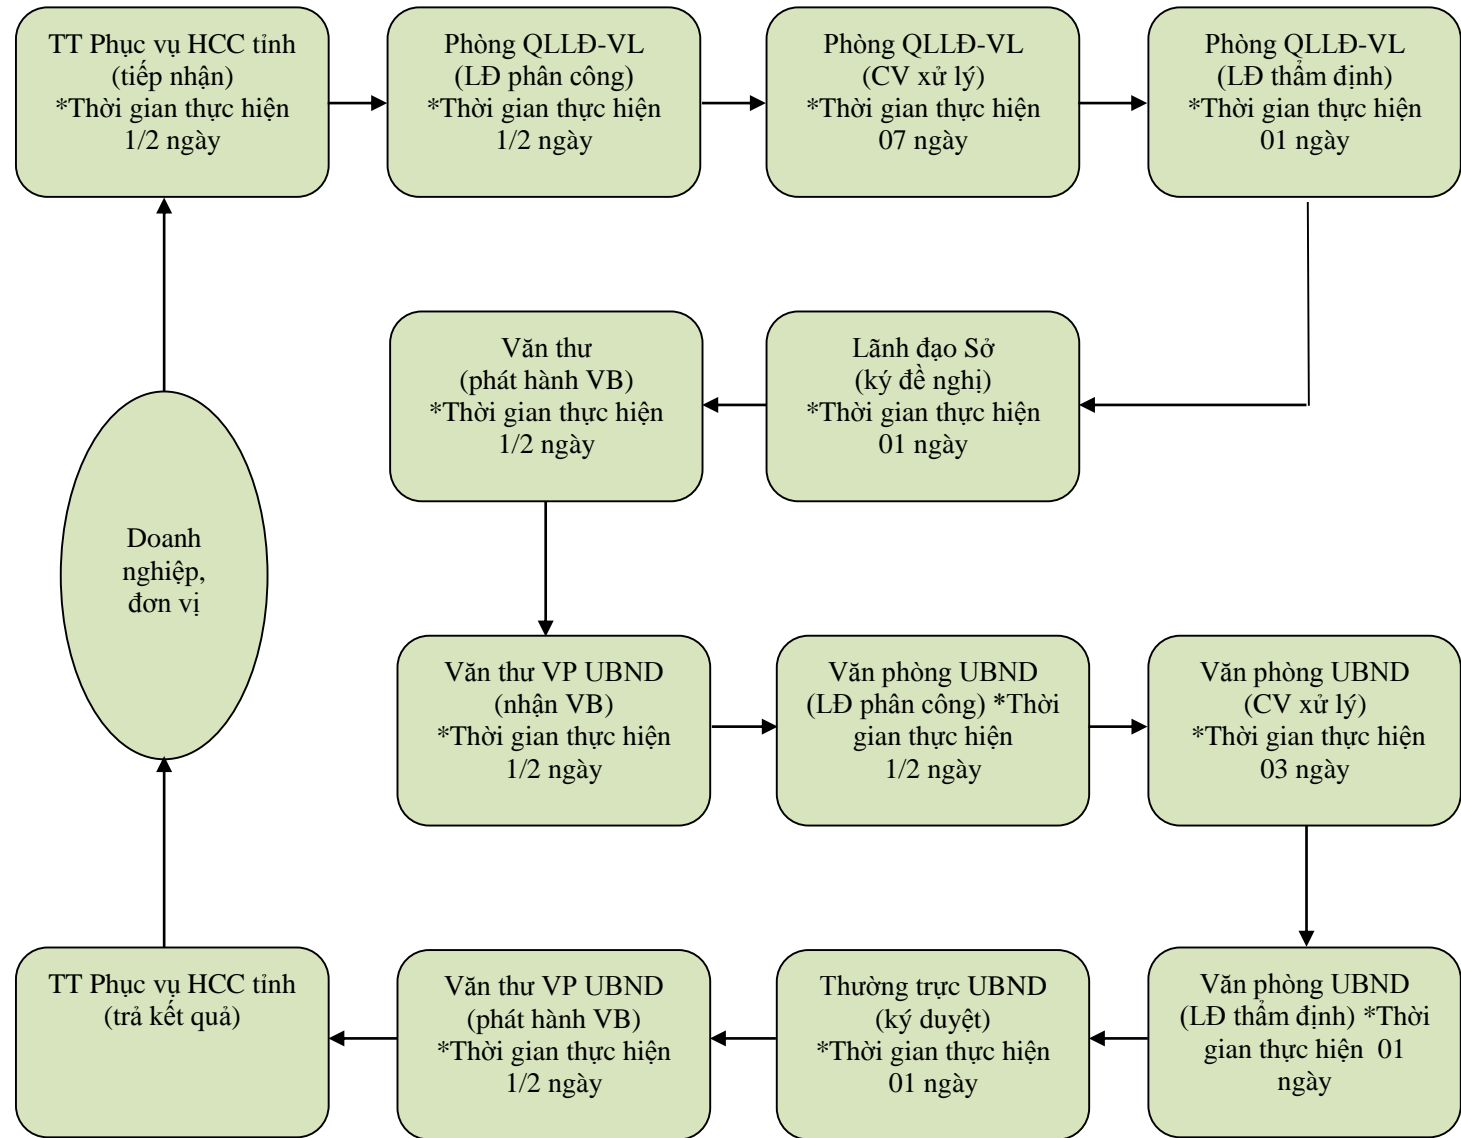 TT Phục vụ HCC tỉnh
(tiếp nhận)
*Thời gian thực hiện
1/2 ngày
Phòng QLLĐ-VL
(LĐ phân công)
*Thời gian thực hiện
1/2 ngày
Phòng QLLĐ-VL
(CV xử lý)
*Thời gian thực hiện
07 ngày
Phòng QLLĐ-VL
(LĐ thẩm định)
*Thời gian thực hiện
01 ngày
Văn thư
(phát hành VB)
*Thời gian thực hiện
1/2 ngày
Lãnh đạo Sở
(ký đề nghị)
*Thời gian thực hiện
01 ngày
Doanh
nghiệp,
đơn vị
Văn thư VP UBND
(nhận VB)
*Thời gian thực hiện
1/2 ngày
Văn phòng UBND
(LĐ phân công) *Thời
gian thực hiện
1/2 ngày
Văn phòng UBND
(CV xử lý)
*Thời gian thực hiện
03 ngày
TT Phục vụ HCC tỉnh
(trả kết quả)
Văn thư VP UBND
(phát hành VB)
*Thời gian thực hiện
1/2 ngày
Thường trực UBND
(ký duyệt)
*Thời gian thực hiện
01 ngày
Văn phòng UBND
(LĐ thẩm định) *Thời
gian thực hiện 01
ngày